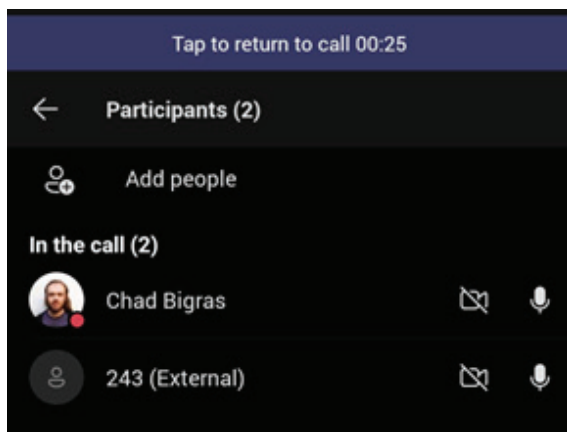 Tap to return to call 00:25
Participants (2)
Add people
In the call (2)
Chad Bigras
243 (External)